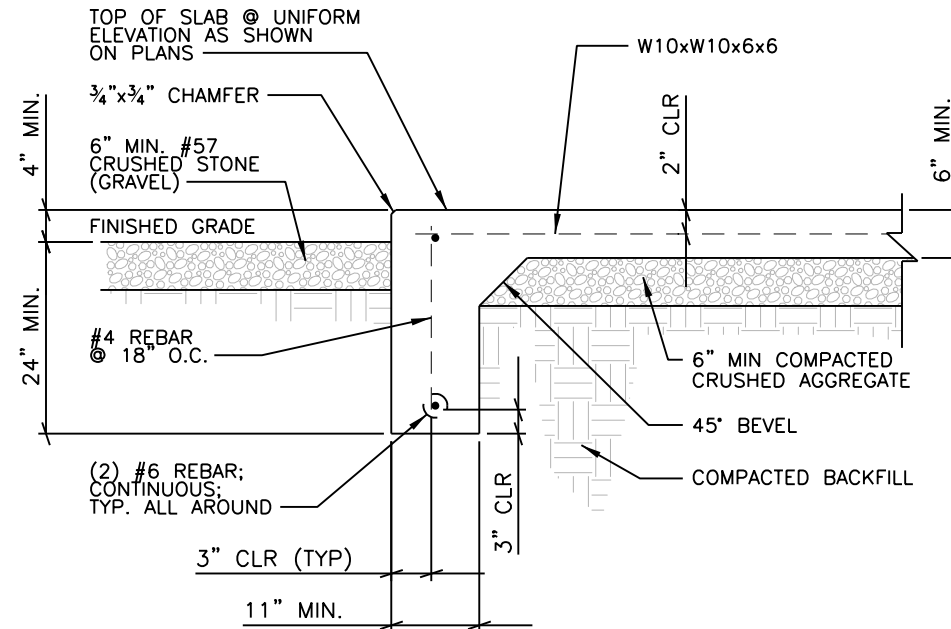 TOP OF SLAB @ UNIFORM
ELEVATION AS SHOWN
ON PLANS
W10xW10x6x6
¾"x¾" CHAMFER
4" MIN.
2" CLR
6" MIN.
6" MIN. #57
CRUSHED STONE
(GRAVEL)
FINISHED GRADE
24" MIN.
#4 REBAR
@ 18" O.C.
6" MIN COMPACTED
CRUSHED AGGREGATE
45° BEVEL
(2) #6 REBAR;
CONTINUOUS;
TYP. ALL AROUND
COMPACTED BACKFILL
3" CLR
3" CLR (TYP)
11" MIN.